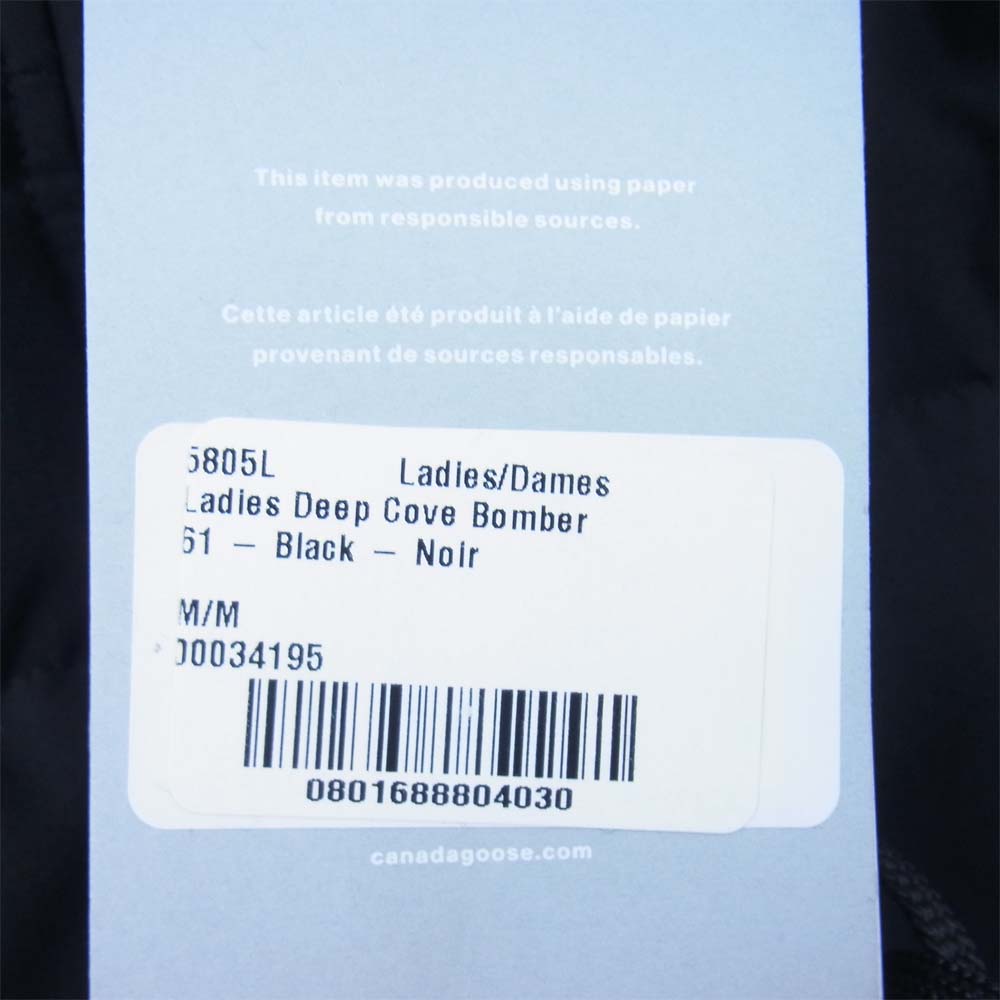 This item was produced using paper
from responsible sources.
Cette article été produit à l'aide de papier
provenant de sources responsables.
5805L Ladies/Dames
Ladies Deep Cove Bomber
61 – Black – Noir
M/M
00034195
0801688804030
canadagoose.com